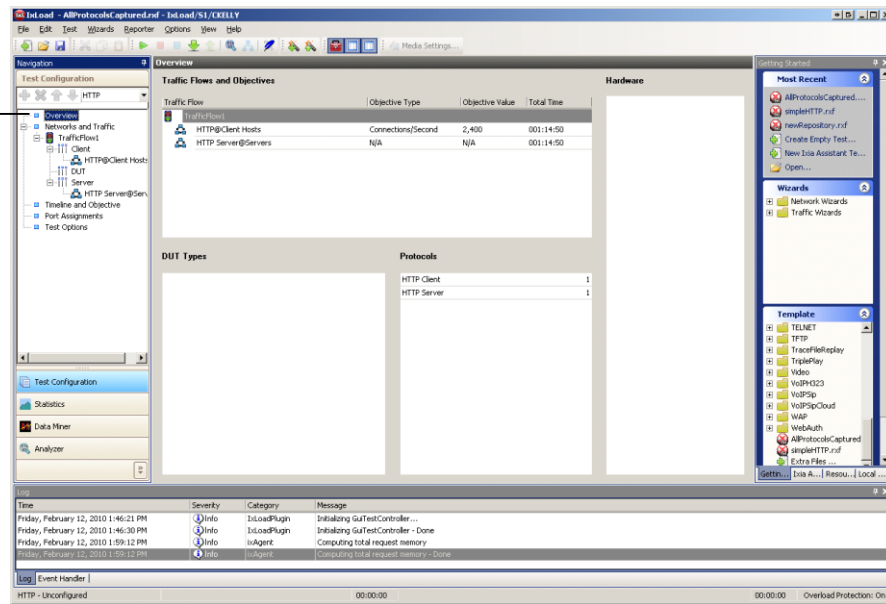 IxLoad - AllProtocolsCaptured.rxf - IxLoad/S1/CKELLY
File Edit Test Wizards Reporter Options View Help
Media Settings...
Navigation
Test Configuration
HTTP
Overview
Networks and Traffic
TrafficFlow1
Client
HTTP@Client Hosts
DUT
Server
HTTP Server@Serv
Timeline and Objective
Port Assignments
Test Options
Test Configuration
Statistics
Data Miner
Analyzer
Overview
Traffic Flows and Objectives
Hardware
Traffic Flow Objective Type Objective Value Total Time
TrafficFlow1
HTTP@Client Hosts Connections/Second 2,400 001:14:50
HTTP Server@Servers N/A N/A 001:14:50
DUT Types
Protocols
HTTP Client 1
HTTP Server 1
Getting Started
Most Recent
AllProtocolsCaptured....
simpleHTTP.rxf
newRepository.rxf
Create Empty Test...
New Ixia Assistant Te...
Open...
Wizards
Network Wizards
Traffic Wizards
Template
TELNET
TFTP
TraceFileReplay
TriplePlay
Video
VoIPH323
VoIPSip
VoIPSipCloud
WAP
WebAuth
AllProtocolsCaptured
simpleHTTP.rxf
Extra Files ...
Gettin... Ixia A... Resou... Local ...
Log
Time Severity Category Message
Friday, February 12, 2010 1:46:21 PM Info IxLoadPlugin Initializing GuiTestController...
Friday, February 12, 2010 1:46:30 PM Info IxLoadPlugin Initializing GuiTestController - Done
Friday, February 12, 2010 1:59:12 PM Info ixAgent Computing total request memory
Friday, February 12, 2010 1:59:12 PM Info ixAgent Computing total request memory - Done
Log Event Handler
HTTP - Unconfigured 00:00:00 00:00:00 Overload Protection: On